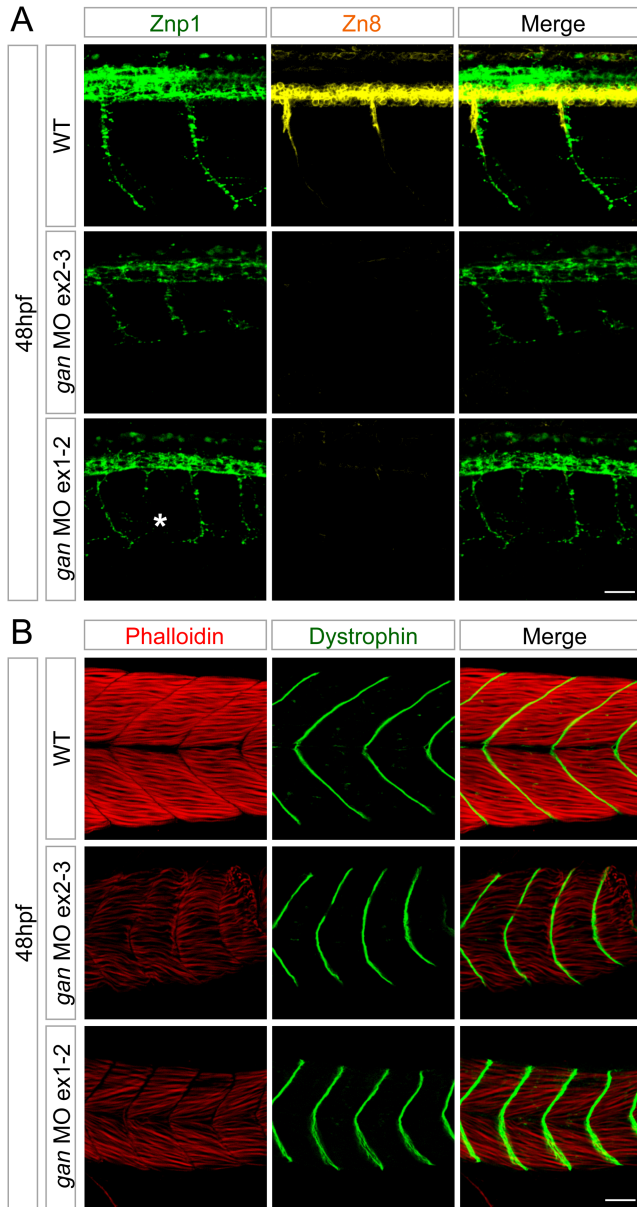 A
Znp1 Zn8 Merge
48hpf
WT
gan MO ex2-3
gan MO ex1-2
*
B
Phalloidin Dystrophin Merge
48hpf
WT
gan MO ex2-3
gan MO ex1-2